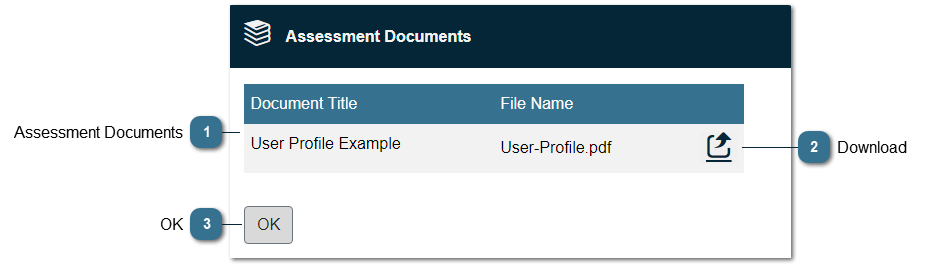 Assessment Documents
Document Title File Name
Assessment Documents 1 User Profile Example User-Profile.pdf 2 Download
OK 3 OK